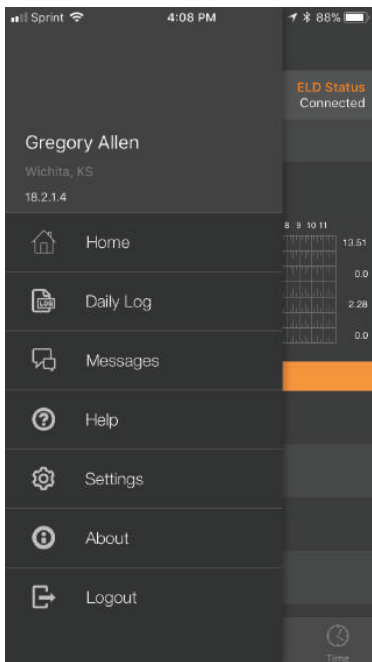 Sprint 4:08 PM 88%
ELD Status
Connected
Gregory Allen
Wichita, KS
18.2.1.4
8 9 10 11
13.51
0.0
2.28
0.0
Home
LOG Daily Log
Messages
Help
Settings
About
Logout
Time